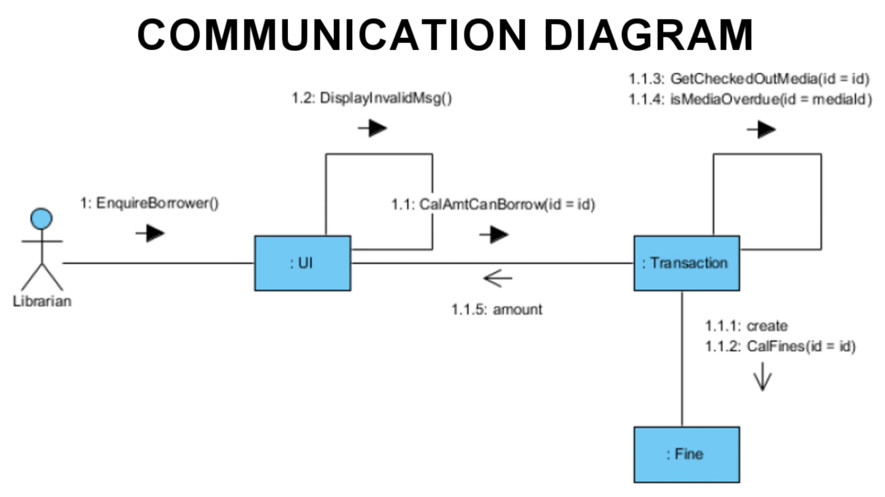 COMMUNICATION DIAGRAM
1.1.3: GetCheckedOutMedia(id = id)
1.1.4: isMediaOverdue(id = mediaId)
1.2: DisplayInvalidMsg()
1: EnquireBorrower()
1.1: CalAmtCanBorrow(id = id)
: UI
: Transaction
Librarian
1.1.5: amount
1.1.1: create
1.1.2: CalFines(id = id)
: Fine